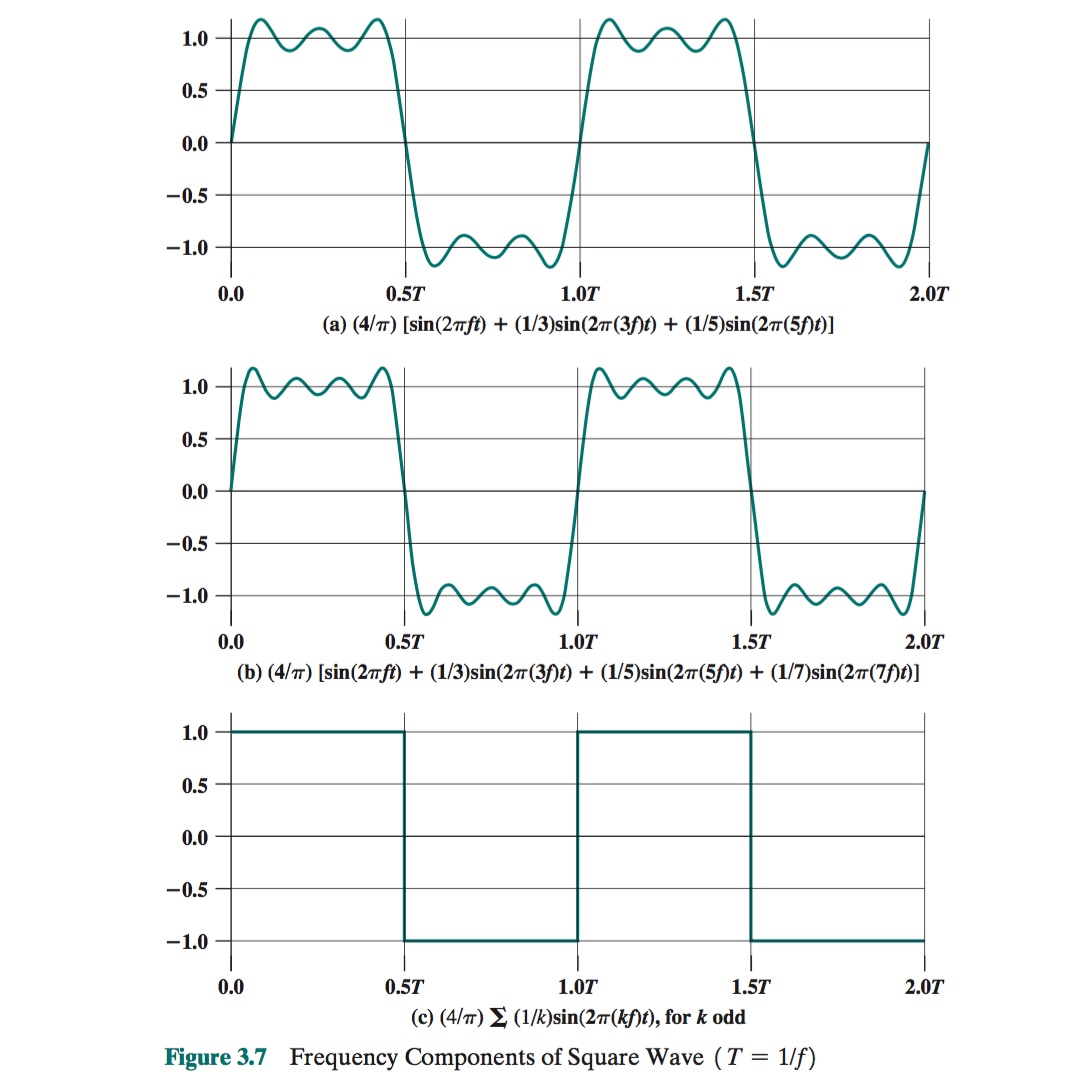 1.0
0.5
0.0
−0.5
−1.0
0.0 0.5T 1.0T 1.5T 2.0T
(a) (4/π) [sin(2πft) + (1/3)sin(2π(3f)t) + (1/5)sin(2π(5f)t)]
1.0
0.5
0.0
−0.5
−1.0
0.0 0.5T 1.0T 1.5T 2.0T
(b) (4/π) [sin(2πft) + (1/3)sin(2π(3f)t) + (1/5)sin(2π(5f)t) + (1/7)sin(2π(7f)t)]
1.0
0.5
0.0
−0.5
−1.0
0.0 0.5T 1.0T 1.5T 2.0T
(c) (4/π) Σ (1/k)sin(2π(kf)t), for k odd
Figure 3.7 Frequency Components of Square Wave (T = 1/f)